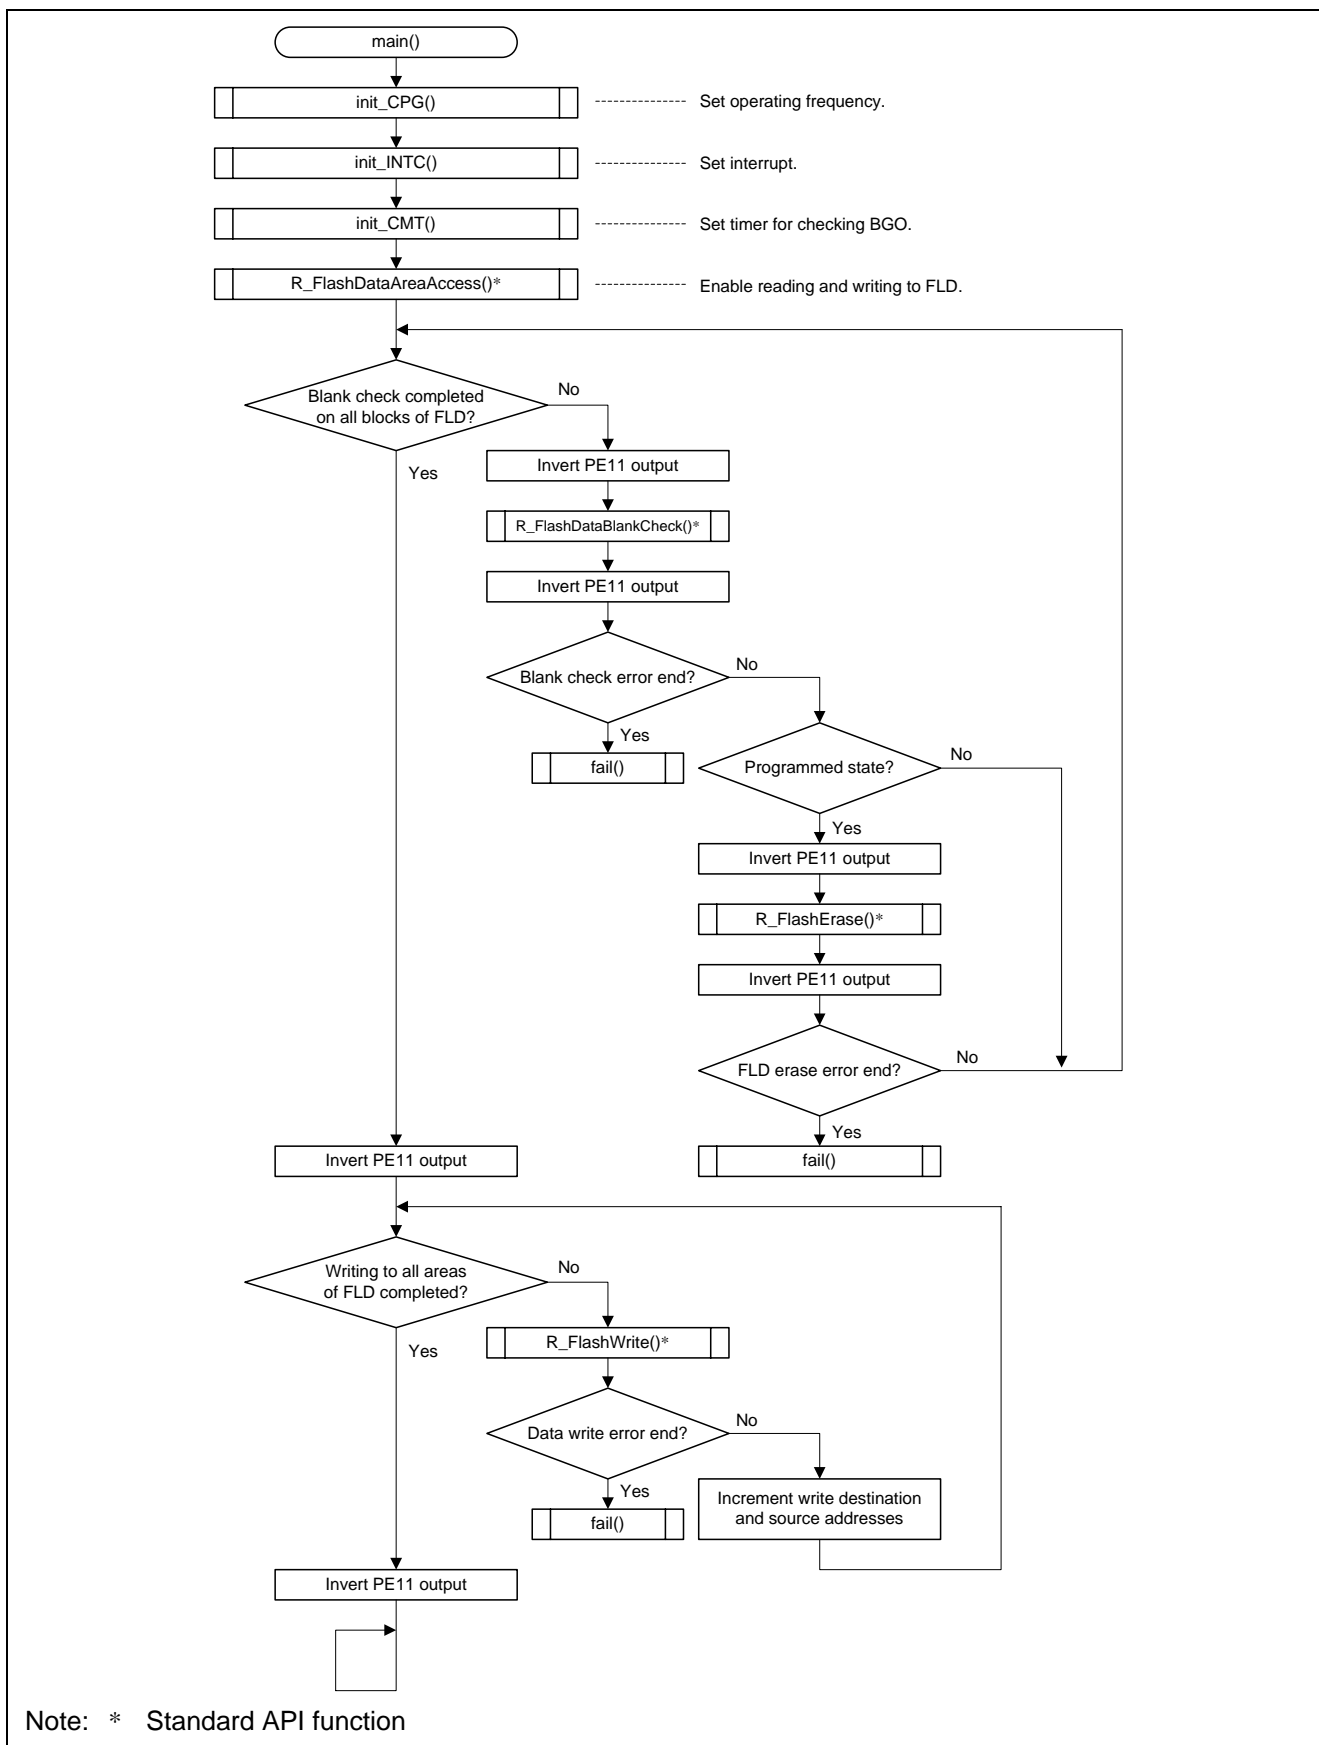 main()
init_CPG()
Set operating frequency.
init_INTC()
Set interrupt.
init_CMT()
Set timer for checking BGO.
R_FlashDataAreaAccess()*
Enable reading and writing to FLD.
Blank check completed
on all blocks of FLD?
No
Yes
Invert PE11 output
R_FlashDataBlankCheck()*
Invert PE11 output
Blank check error end?
No
Yes
fail()
Programmed state?
No
Yes
Invert PE11 output
R_FlashErase()*
Invert PE11 output
FLD erase error end?
No
Yes
fail()
Invert PE11 output
Writing to all areas
of FLD completed?
No
Yes
R_FlashWrite()*
Data write error end?
No
Yes
fail()
Increment write destination
and source addresses
Invert PE11 output
Note: * Standard API function